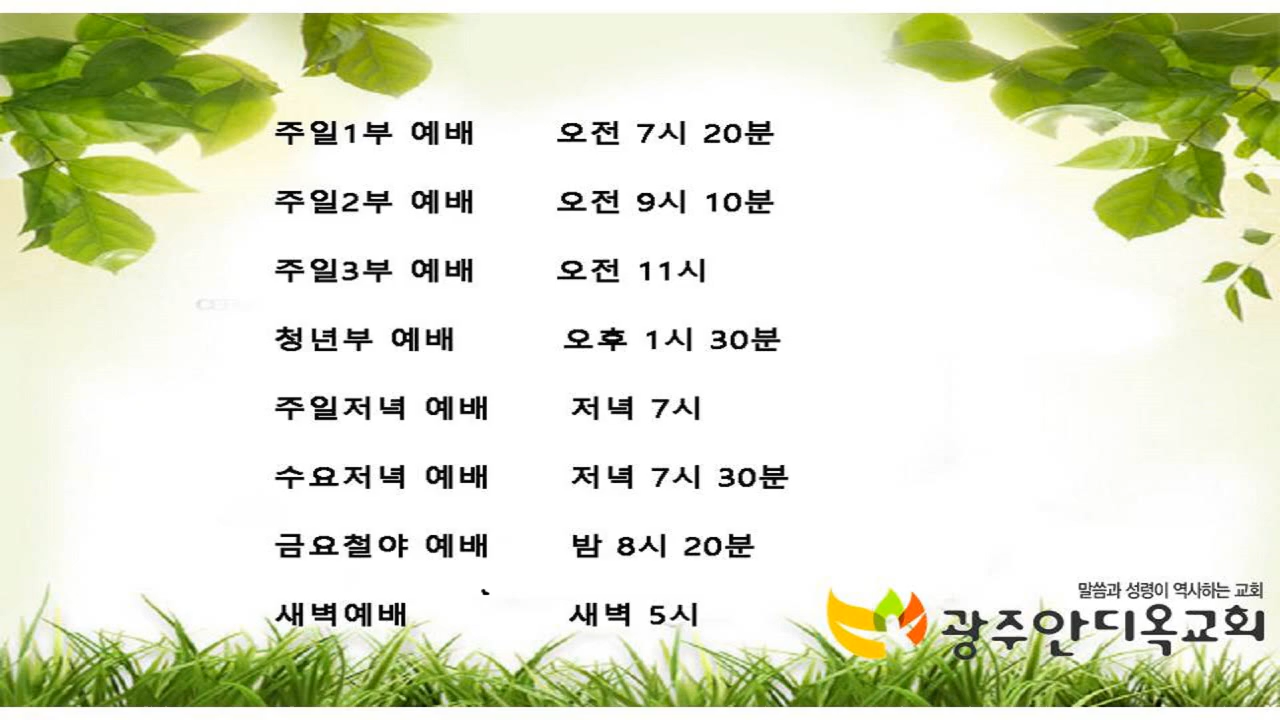 주일1부 예배 오전 7시 20분
주일2부 예배 오전 9시 10분
주일3부 예배 오전 11시
청년부 예배 오후 1시 30분
주일저녁 예배 저녁 7시
수요저녁 예배 저녁 7시 30분
금요철야 예배 밤 8시 20분
새벽예배 새벽 5시
말씀과 성령이 역사하는 교회
광주안디옥교회